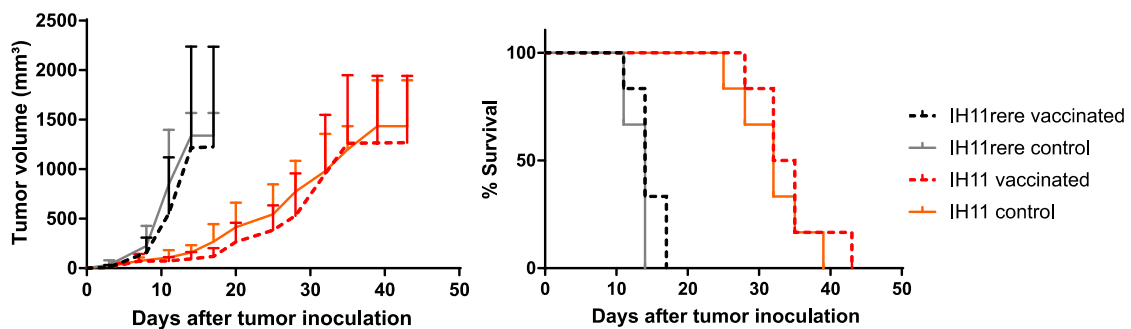 2500
2000
1500
1000
500
0
Tumor volume (mm³)
0 10 20 30 40 50
Days after tumor inoculation
100
50
0
% Survival
0 10 20 30 40 50
Days after tumor inoculation
IH11rere vaccinated
IH11rere control
IH11 vaccinated
IH11 control